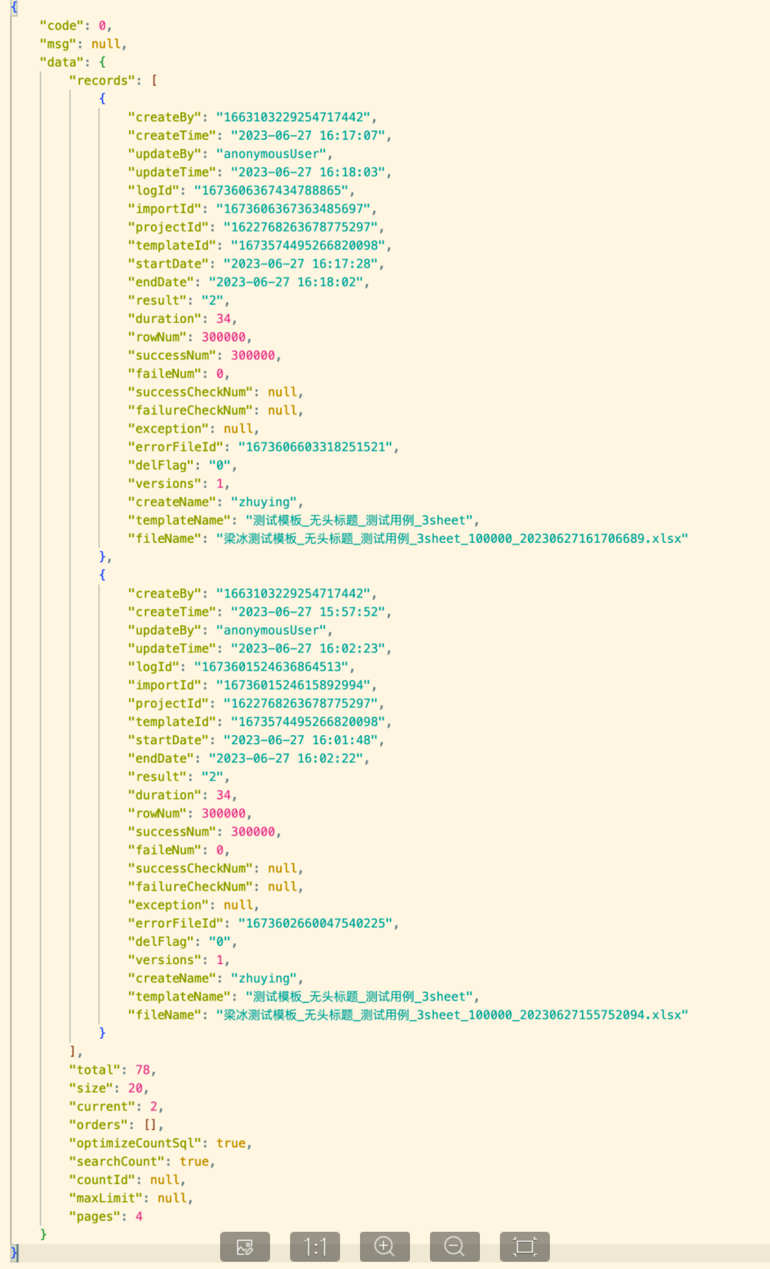 {
"code": 0,
"msg": null,
"data": {
"records": [
{
"createBy": "1663103229254717442",
"createTime": "2023-06-27 16:17:07",
"updateBy": "anonymousUser",
"updateTime": "2023-06-27 16:18:03",
"logId": "1673606367434788865",
"importId": "1673606367363485697",
"projectId": "1622768263678775297",
"templateId": "1673574495266820098",
"startDate": "2023-06-27 16:17:28",
"endDate": "2023-06-27 16:18:02",
"result": "2",
"duration": 34,
"rowNum": 300000,
"successNum": 300000,
"faileNum": 0,
"successCheckNum": null,
"failureCheckNum": null,
"exception": null,
"errorFileId": "1673606603318251521",
"delFlag": "0",
"versions": 1,
"createName": "zhuying",
"templateName": "测试模板_无头标题_测试用例_3sheet",
"fileName": "梁冰测试模板_无头标题_测试用例_3sheet_100000_20230627161706689.xlsx"
},
{
"createBy": "1663103229254717442",
"createTime": "2023-06-27 15:57:52",
"updateBy": "anonymousUser",
"updateTime": "2023-06-27 16:02:23",
"logId": "1673601524636864513",
"importId": "1673601524615892994",
"projectId": "1622768263678775297",
"templateId": "1673574495266820098",
"startDate": "2023-06-27 16:01:48",
"endDate": "2023-06-27 16:02:22",
"result": "2",
"duration": 34,
"rowNum": 300000,
"successNum": 300000,
"faileNum": 0,
"successCheckNum": null,
"failureCheckNum": null,
"exception": null,
"errorFileId": "1673602660047540225",
"delFlag": "0",
"versions": 1,
"createName": "zhuying",
"templateName": "测试模板_无头标题_测试用例_3sheet",
"fileName": "梁冰测试模板_无头标题_测试用例_3sheet_100000_20230627155752094.xlsx"
}
],
"total": 78,
"size": 20,
"current": 2,
"orders": [],
"optimizeCountSql": true,
"searchCount": true,
"countId": null,
"maxLimit": null,
"pages": 4
}
}
1:1